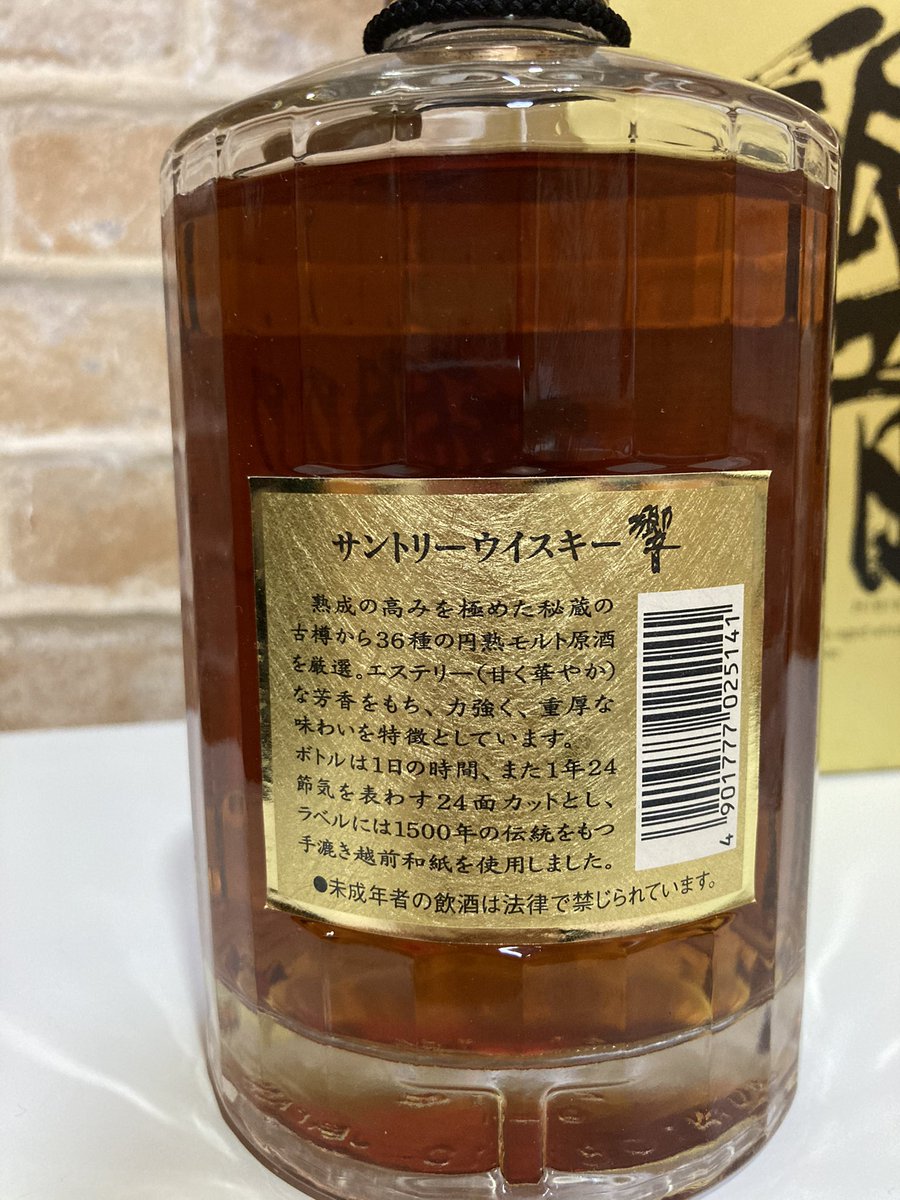 サントリーウイスキー響
熟成の高みを極めた秘蔵の
古樽から36種の円熟モルト原酒
を厳選。エステリー(甘く華やか)
な芳香をもち、力強く、重厚な
味わいを特徴としています。
ボトルは1日の時間、また1年24
節気を表わす24面カットとし、
ラベルには1500年の伝統をもつ
手漉き越前和紙を使用しました。
●未成年者の飲酒は法律で禁じられています。
4 901777 025141